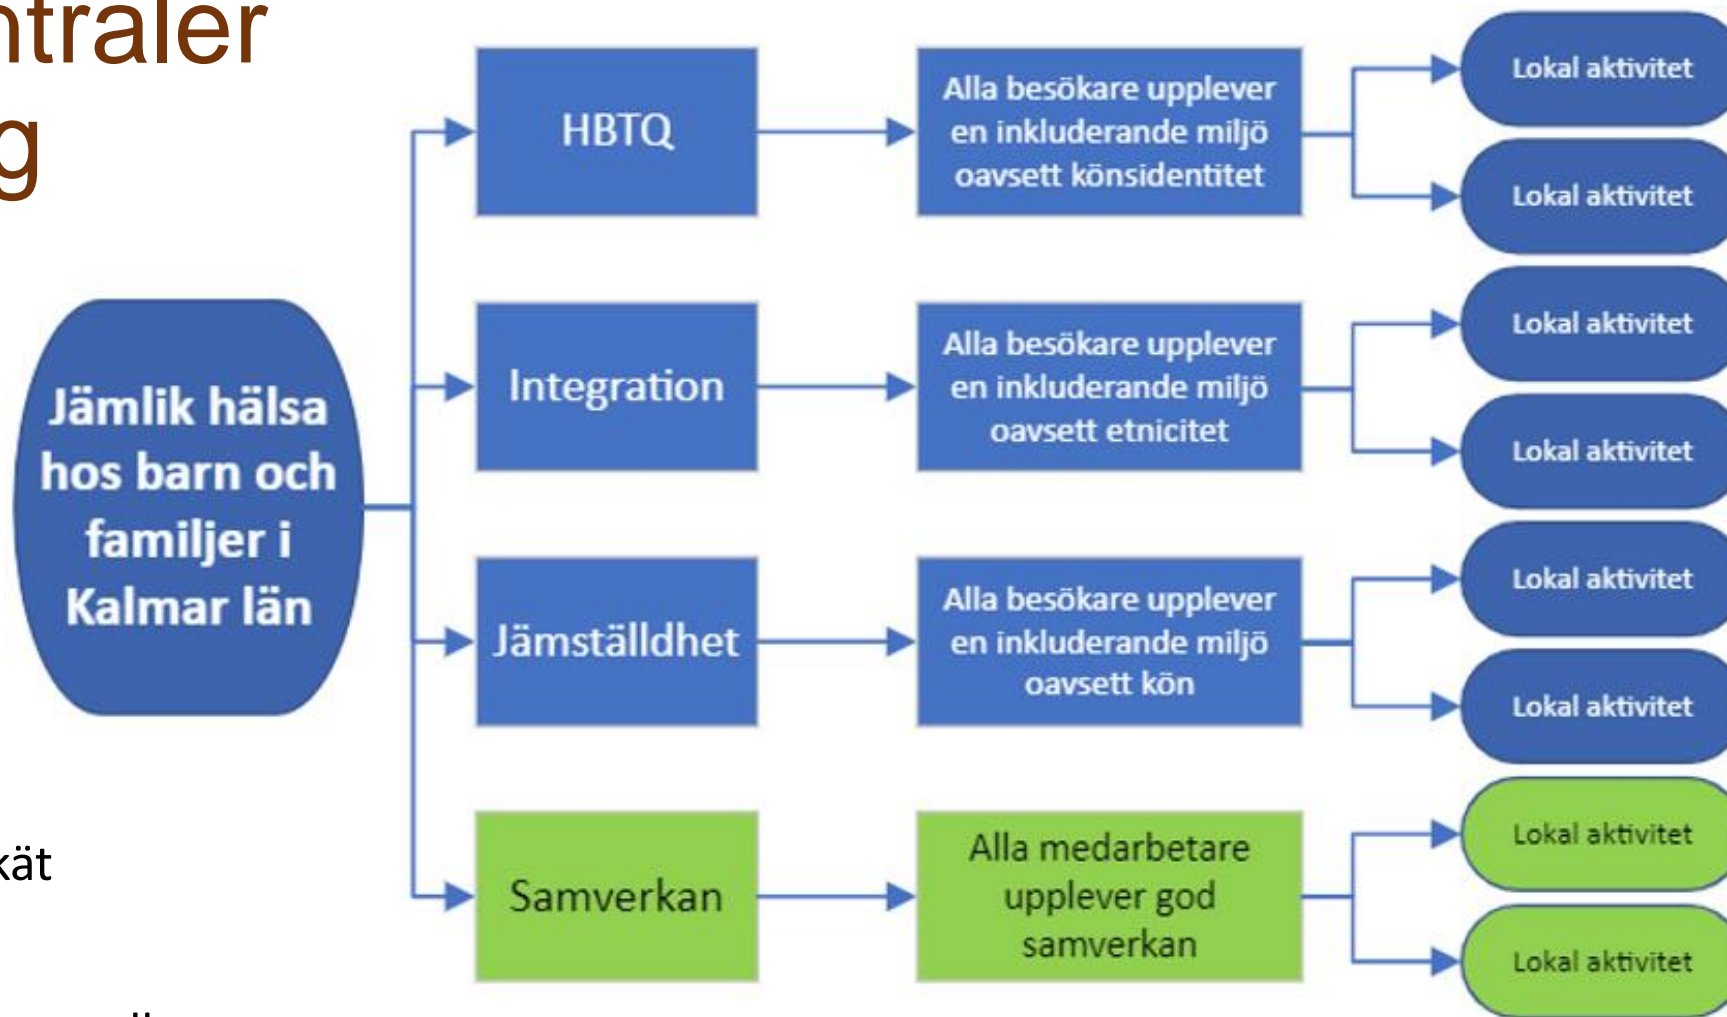 ntraler
g
Jämlik hälsa
hos barn och
familjer i
Kalmar län
kät
HBTQ
Alla besökare upplever
en inkluderande miljö
oavsett könsidentitet
Lokal aktivitet
Lokal aktivitet
Integration
Alla besökare upplever
en inkluderande miljö
oavsett etnicitet
Lokal aktivitet
Lokal aktivitet
Jämställdhet
Alla besökare upplever
en inkluderande miljö
oavsett kön
Lokal aktivitet
Lokal aktivitet
Samverkan
Alla medarbetare
upplever god
samverkan
Lokal aktivitet
Lokal aktivitet